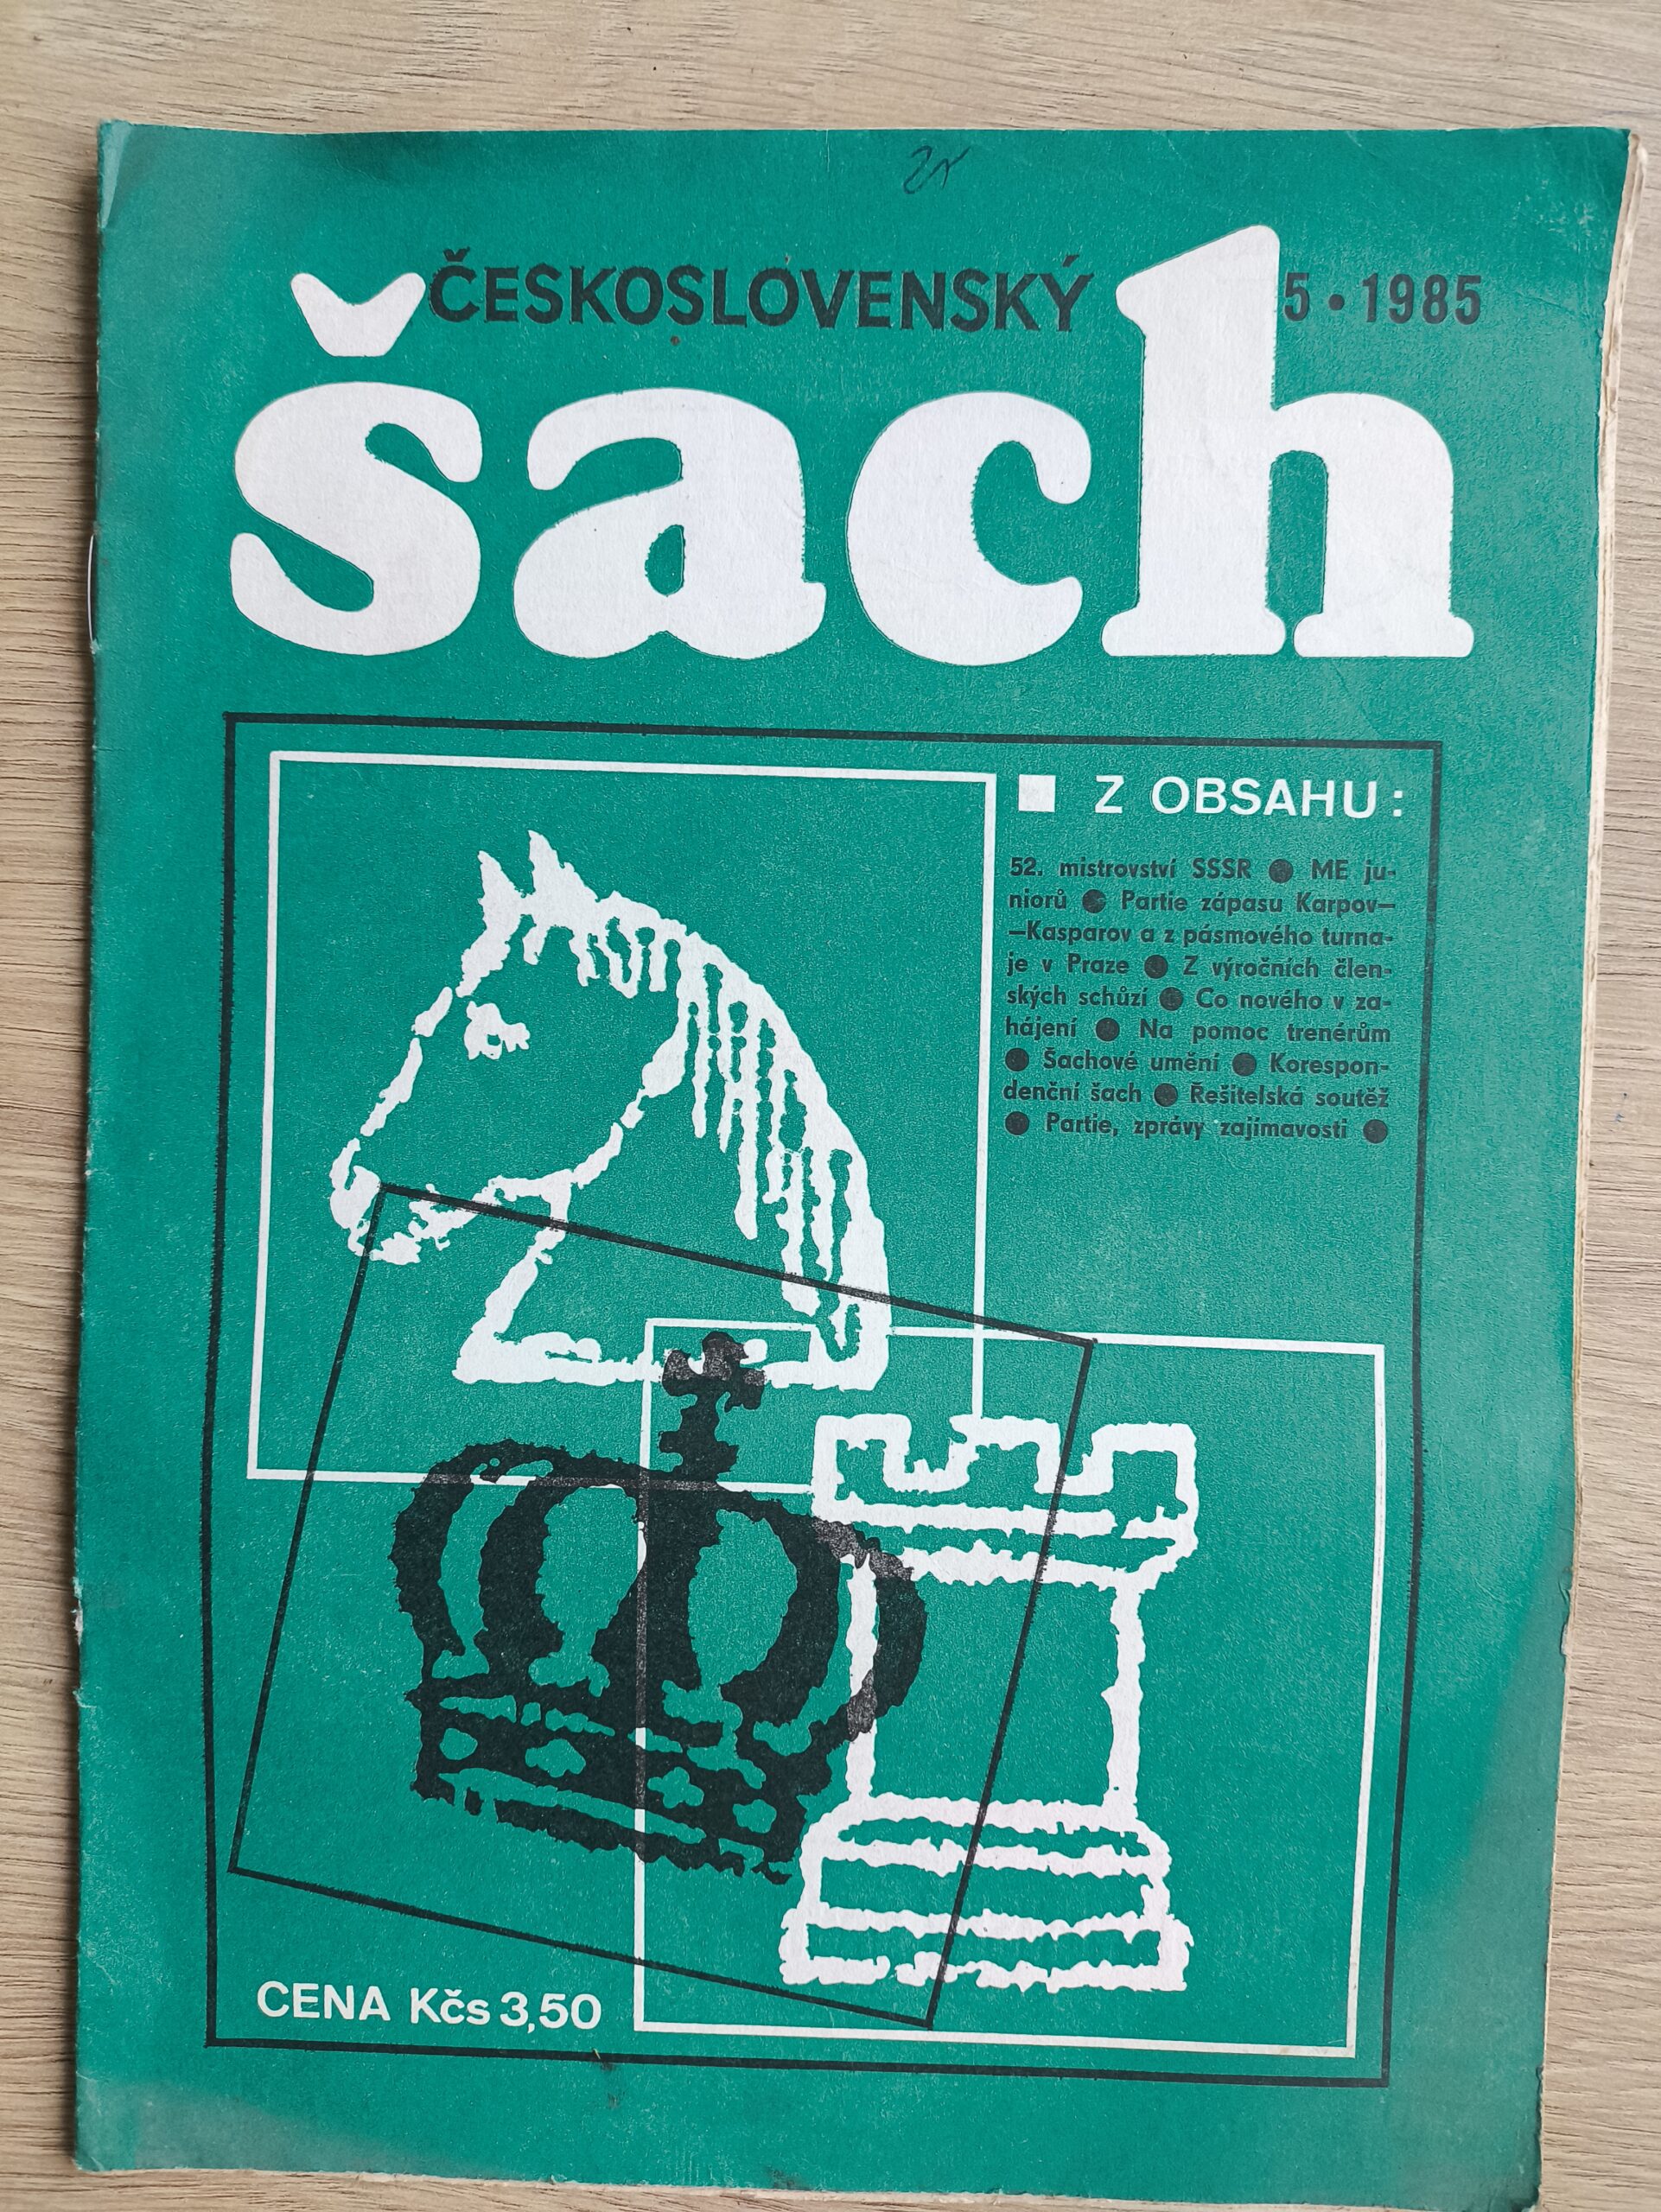 ČESKOSLOVENSKÝ 5 • 1985
šach
Z OBSAHU:
52. mistrovství SSSR ● ME ju-
niorů ● Partie zápasu Karpov—
—Kasparov a z pásmového turna-
je v Praze ● Z výročních člen-
ských schůzí ● Co nového v za-
hájení ● Na pomoc trenérům
● Šachové umění ● Korespon-
denční šach ● Řešitelská soutěž
● Partie, zprávy zajímavosti ●
CENA Kčs 3,50